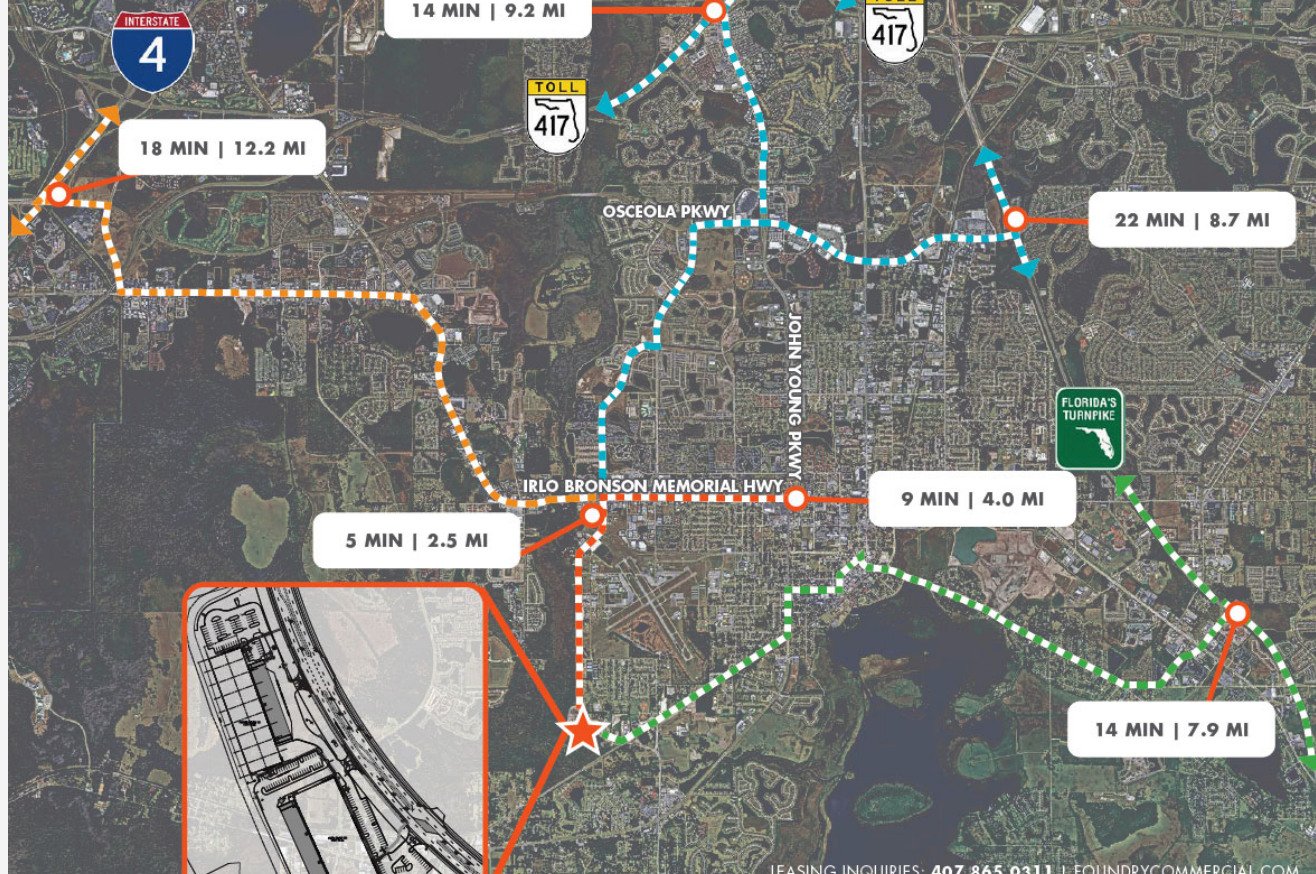 14 MIN | 9.2 MI
TOLL
417
INTERSTATE
4
TOLL
417
18 MIN | 12.2 MI
OSCEOLA PKWY
22 MIN | 8.7 MI
JOHN YOUNG PKWY
FLORIDA'S
TURNPIKE
IRLO BRONSON MEMORIAL HWY
9 MIN | 4.0 MI
5 MIN | 2.5 MI
14 MIN | 7.9 MI
LEASING INQUIRIES: 407.865.0311 | FOUNDRYCOMMERCIAL.COM